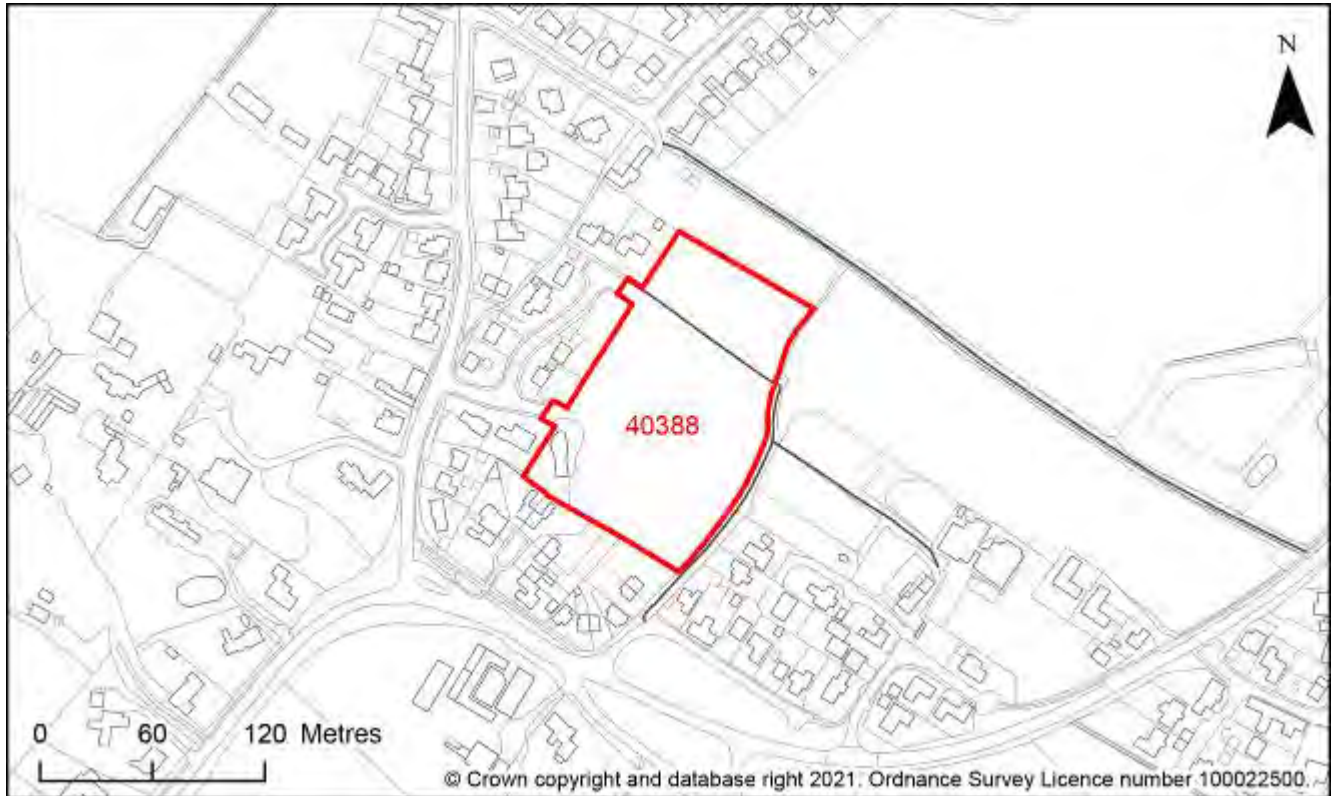 N
40388
0 60 120 Metres
© Crown copyright and database right 2021. Ordnance Survey Licence number 100022500.